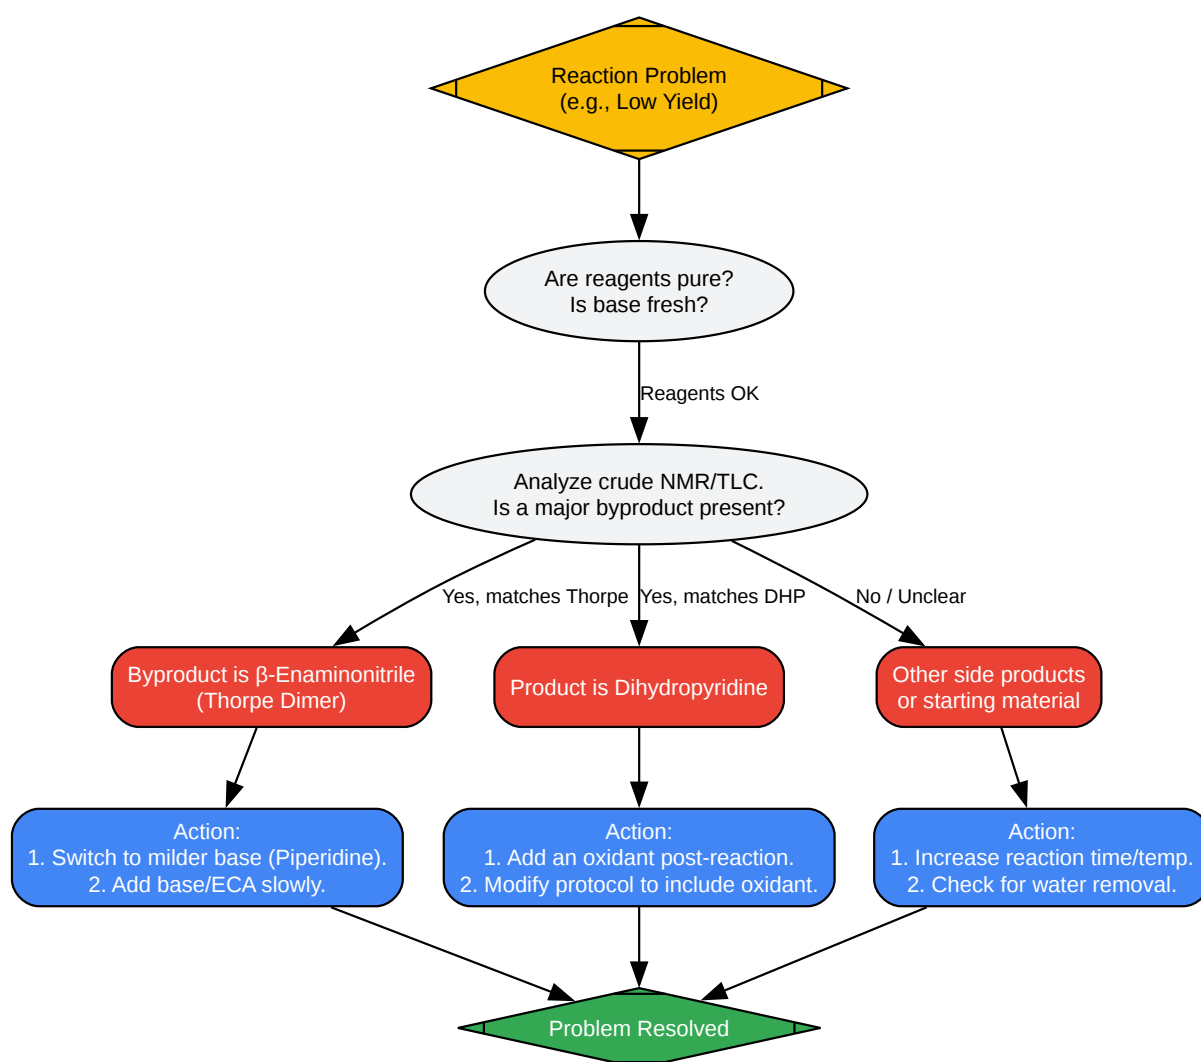 Reaction Problem
(e.g., Low Yield)
Are reagents pure?
Is base fresh?
Reagents OK
Analyze crude NMR/TLC.
Is a major byproduct present?
Yes, matches Thorpe
Yes, matches DHP
No / Unclear
Byproduct is β-Enaminonitrile
(Thorpe Dimer)
Product is Dihydropyridine
Other side products
or starting material
Action:
1. Switch to milder base (Piperidine).
2. Add base/ECA slowly.
Action:
1. Add an oxidant post-reaction.
2. Modify protocol to include oxidant.
Action:
1. Increase reaction time/temp.
2. Check for water removal.
Problem Resolved